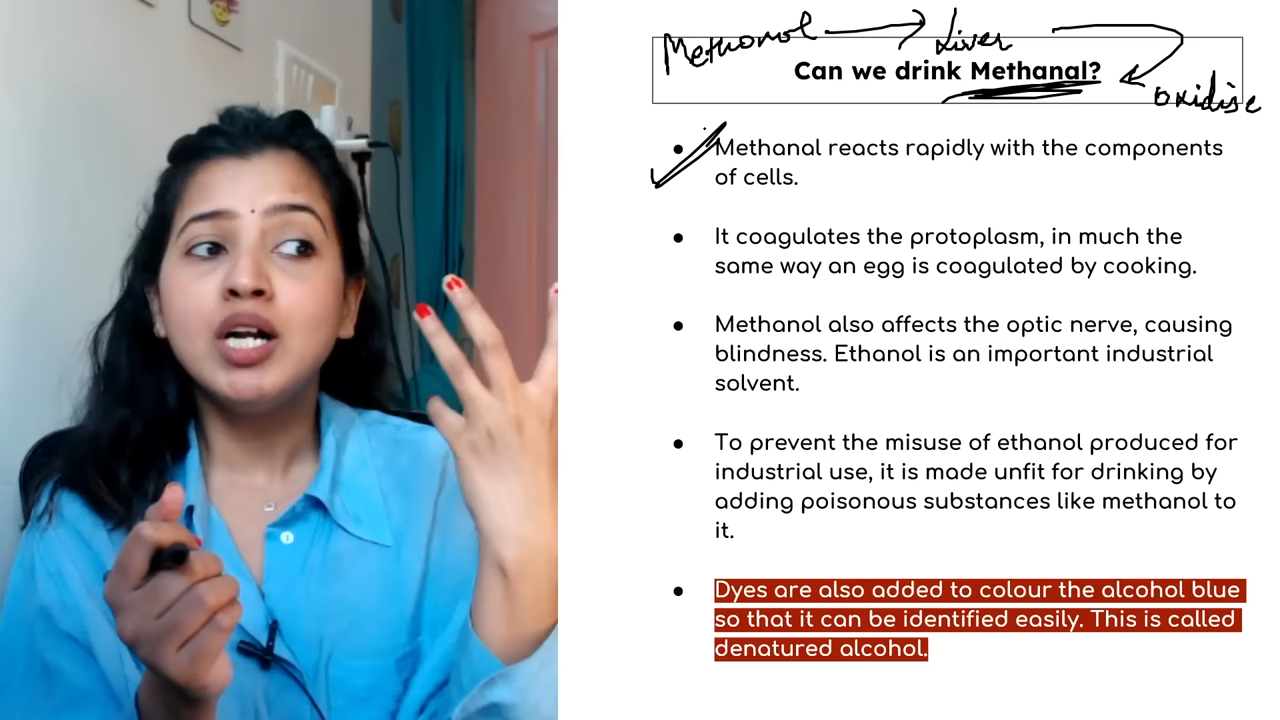 Methanol → Liver
Can we drink Methanal?
oxidise
● Methanal reacts rapidly with the components
of cells.
● It coagulates the protoplasm, in much the
same way an egg is coagulated by cooking.
● Methanol also affects the optic nerve, causing
blindness. Ethanol is an important industrial
solvent.
● To prevent the misuse of ethanol produced for
industrial use, it is made unfit for drinking by
adding poisonous substances like methanol to
it.
● Dyes are also added to colour the alcohol blue
so that it can be identified easily. This is called
denatured alcohol.